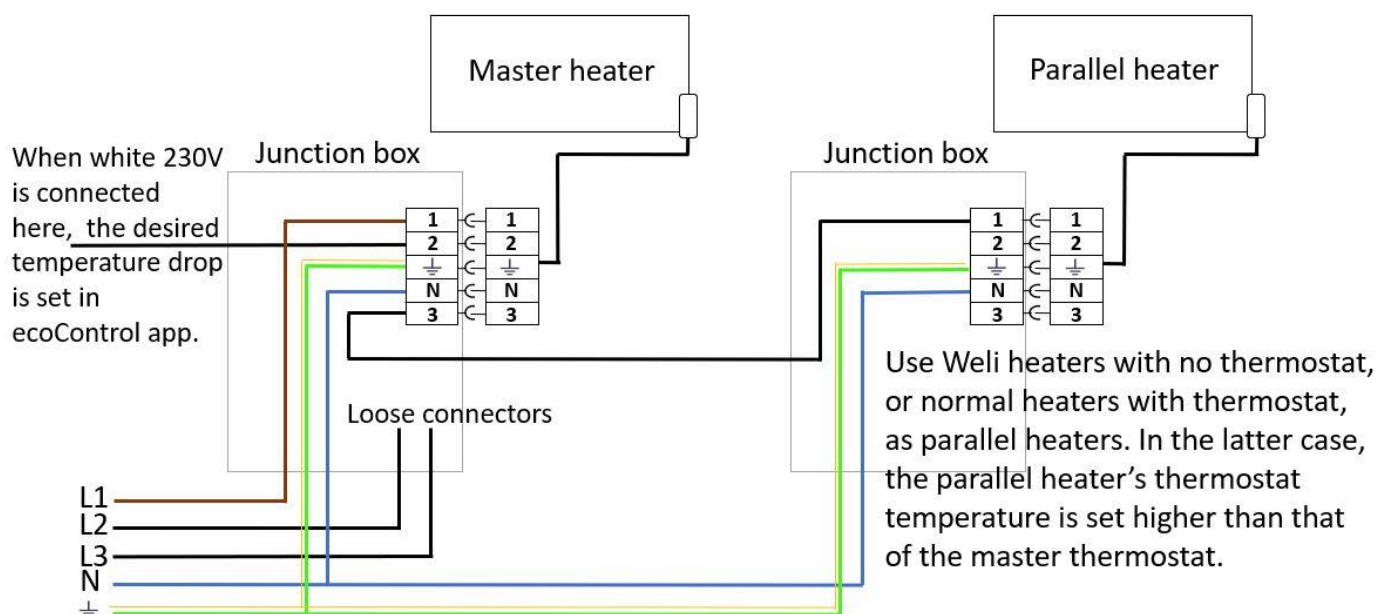 Master heater
Parallel heater
When white 230V
is connected
here,  the desired
temperature drop
is set in
ecoControl app.
Junction box
1 1
2 2
⏚ ⏚
N N
3 3
Loose connectors
Junction box
1 1
2 2
⏚ ⏚
N N
3 3
Use Weli heaters with no thermostat,
or normal heaters with thermostat,
as parallel heaters. In the latter case,
the parallel heater’s thermostat
temperature is set higher than that
of the master thermostat.
L1
L2
L3
N
⏚